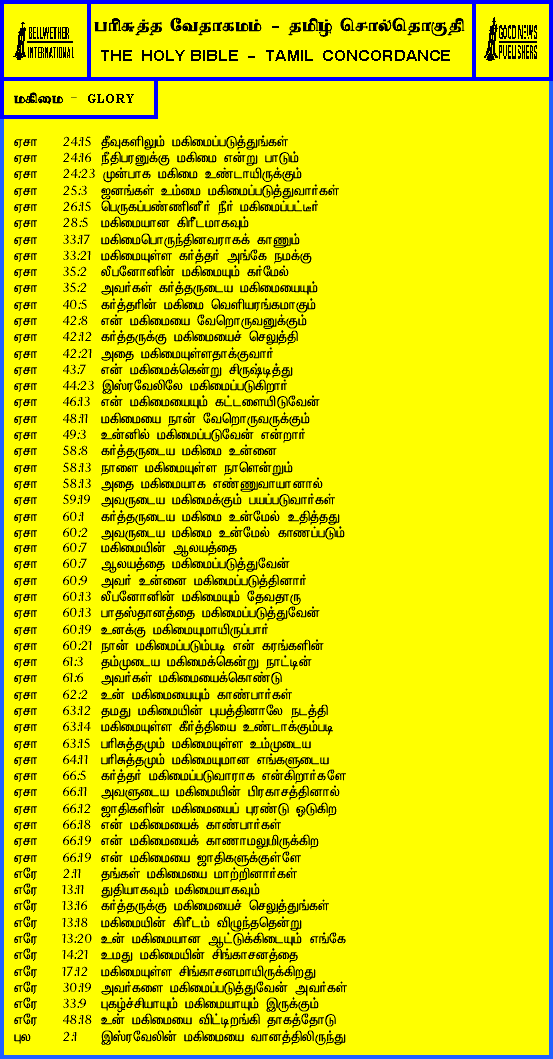 BELLWETHER
INTERNATIONAL
பரிசுத்த வேதாகமம் - தமிழ் சொல்தொகுதி
THE HOLY BIBLE - TAMIL CONCORDANCE
GOOD NEWS
PUBLISHERS
மகிமை - GLORY
ஏசா 24:15 தீவுகளிலும் மகிமைப்படுத்துங்கள்
ஏசா 24:16 நீதிபரனுக்கு மகிமை என்று பாடும்
ஏசா 24:23 முன்பாக மகிமை உண்டாயிருக்கும்
ஏசா 25:3 ஜனங்கள் உம்மை மகிமைப்படுத்துவார்கள்
ஏசா 26:15 பெருகப்பண்ணினீர் நீர் மகிமைப்பட்டீர்
ஏசா 28:5 மகிமையான கிரீடமாகவும்
ஏசா 33:17 மகிமைபொருந்தினவராகக் காணும்
ஏசா 33:21 மகிமையுள்ள கர்த்தர் அங்கே நமக்கு
ஏசா 35:2 லீபனோனின் மகிமையும் கர்மேல்
ஏசா 35:2 அவர்கள் கர்த்தருடைய மகிமையையும்
ஏசா 40:5 கர்த்தரின் மகிமை வெளியரங்கமாகும்
ஏசா 42:8 என் மகிமையை வேறொருவனுக்கும்
ஏசா 42:12 கர்த்தருக்கு மகிமையைச் செலுத்தி
ஏசா 42:21 அதை மகிமையுள்ளதாக்குவார்
ஏசா 43:7 என் மகிமைக்கென்று சிருஷ்டித்து
ஏசா 44:23 இஸ்ரவேலிலே மகிமைப்படுகிறார்
ஏசா 46:13 என் மகிமையையும் கட்டளையிடுவேன்
ஏசா 48:11 மகிமையை நான் வேறொருவருக்கும்
ஏசா 49:3 உன்னில் மகிமைப்படுவேன் என்றார்
ஏசா 58:8 கர்த்தருடைய மகிமை உன்னை
ஏசா 58:13 நாளை மகிமையுள்ள நாளென்றும்
ஏசா 58:13 அதை மகிமையாக எண்ணுவாயானால்
ஏசா 59:19 அவருடைய மகிமைக்கும் பயப்படுவார்கள்
ஏசா 60:1 கர்த்தருடைய மகிமை உன்மேல் உதித்தது
ஏசா 60:2 அவருடைய மகிமை உன்மேல் காணப்படும்
ஏசா 60:7 மகிமையின் ஆலயத்தை
ஏசா 60:7 ஆலயத்தை மகிமைப்படுத்துவேன்
ஏசா 60:9 அவர் உன்னை மகிமைப்படுத்தினார்
ஏசா 60:13 லீபனோனின் மகிமையும் தேவதாரு
ஏசா 60:13 பாதஸ்தானத்தை மகிமைப்படுத்துவேன்
ஏசா 60:19 உனக்கு மகிமையுமாயிருப்பார்
ஏசா 60:21 நான் மகிமைப்படும்படி என் கரங்களின்
ஏசா 61:3 தம்முடைய மகிமைக்கென்று நாட்டின்
ஏசா 61:6 அவர்கள் மகிமையைக்கொண்டு
ஏசா 62:2 உன் மகிமையையும் காண்பார்கள்
ஏசா 63:12 தமது மகிமையின் புயத்தினாலே நடத்தி
ஏசா 63:14 மகிமையுள்ள கீர்த்தியை உண்டாக்கும்படி
ஏசா 63:15 பரிசுத்தமும் மகிமையுள்ள உம்முடைய
ஏசா 64:11 பரிசுத்தமும் மகிமையுமான எங்களுடைய
ஏசா 66:5 கர்த்தர் மகிமைப்படுவாராக என்கிறார்களே
ஏசா 66:11 அவளுடைய மகிமையின் பிரகாசத்தினால்
ஏசா 66:12 ஜாதிகளின் மகிமையைப் புரண்டு ஓடுகிற
ஏசா 66:18 என் மகிமையைக் காண்பார்கள்
ஏசா 66:19 என் மகிமையைக் காணாமலுமிருக்கிற
ஏசா 66:19 என் மகிமையை ஜாதிகளுக்குள்ளே
எரே 2:11 தங்கள் மகிமையை மாற்றினார்கள்
எரே 13:11 துதியாகவும் மகிமையாகவும்
எரே 13:16 கர்த்தருக்கு மகிமையைச் செலுத்துங்கள்
எரே 13:18 மகிமையின் கிரீடம் விழுந்ததென்று
எரே 13:20 உன் மகிமையான ஆட்டுக்கிடையும் எங்கே
எரே 14:21 உமது மகிமையின் சிங்காசனத்தை
எரே 17:12 மகிமையுள்ள சிங்காசனமாயிருக்கிறது
எரே 30:19 அவர்களை மகிமைப்படுத்துவேன் அவர்கள்
எரே 33:9 புகழ்ச்சியாயும் மகிமையாயும் இருக்கும்
எரே 48:18 உன் மகிமையை விட்டிறங்கி தாகத்தோடு
புல 2:1 இஸ்ரவேலின் மகிமையை வானத்திலிருந்து